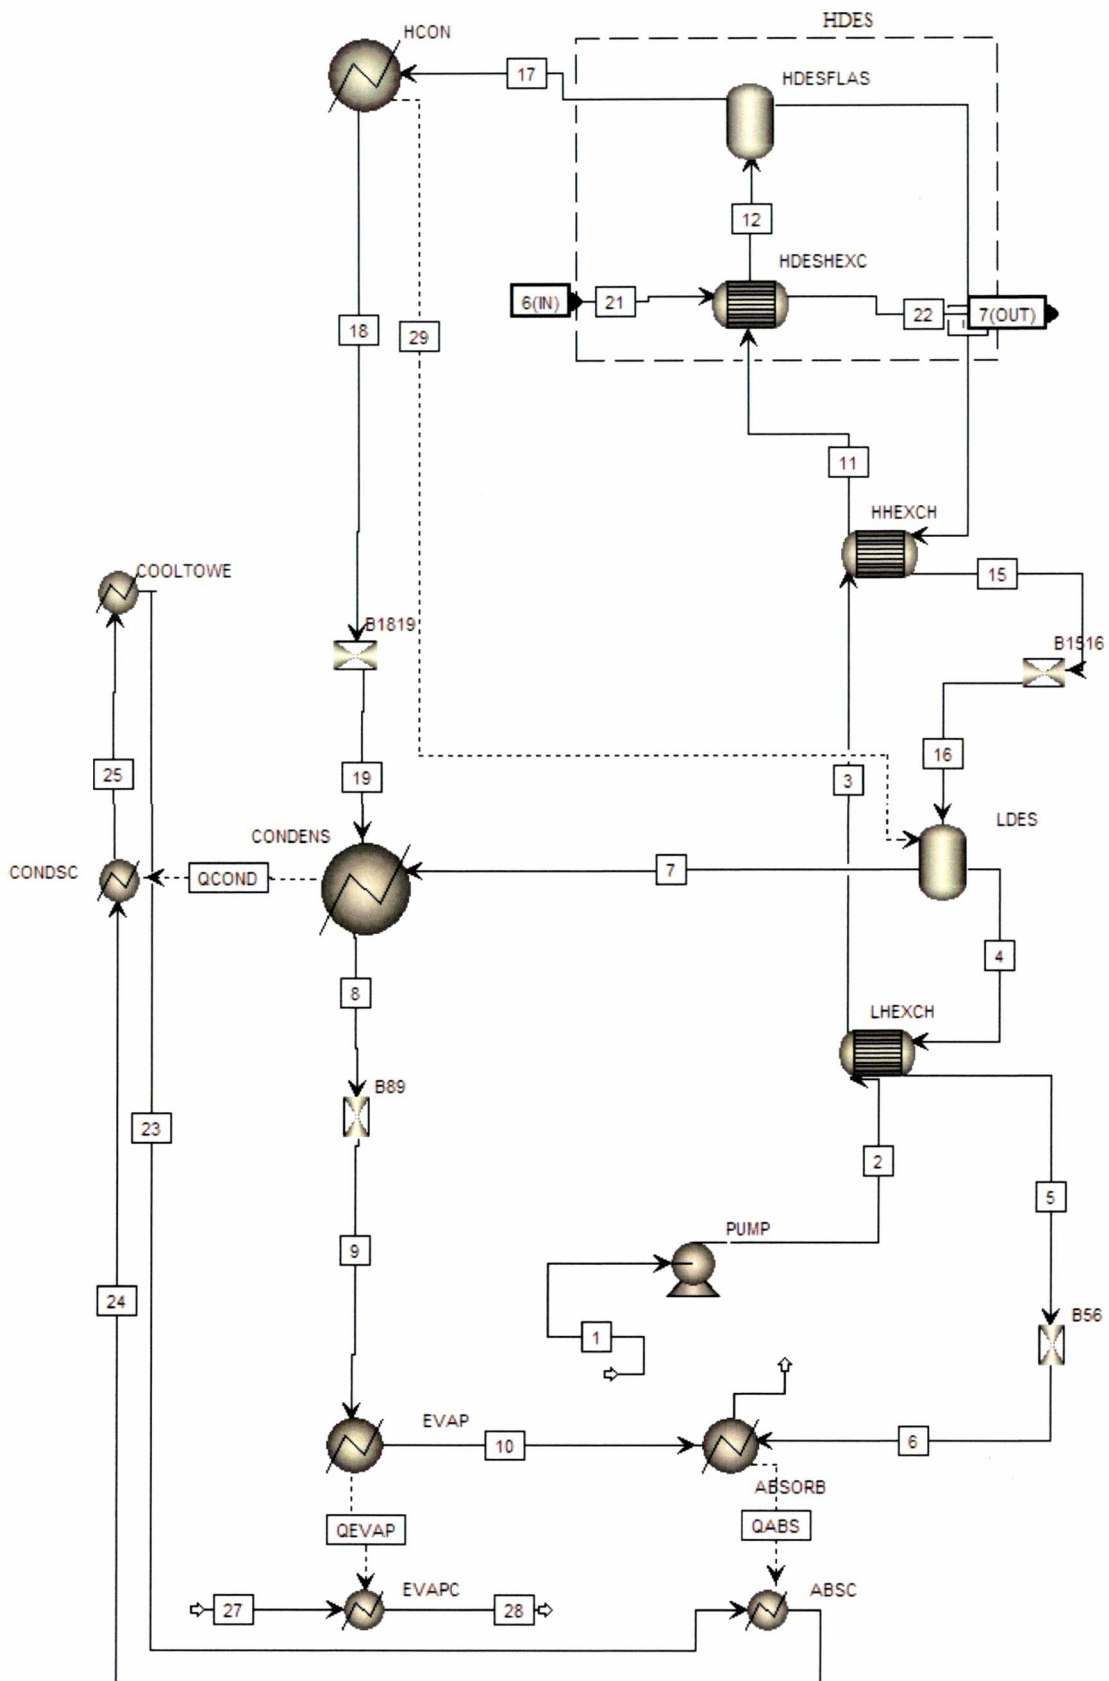 HDES
HCON
17
HDESFLAS
12
HDESHEXC
6(IN)
21
22
7(OUT)
18
29
11
HHEXCH
15
COOLTOWE
B1819
B1516
25
19
3
16
LDES
CONDENS
CONDSC
QCOND
7
4
8
LHEXCH
B89
23
2
5
PUMP
9
24
1
B56
EVAP
10
6
ABSORB
QEVAP
QABS
EVAPC
ABSC
27
28